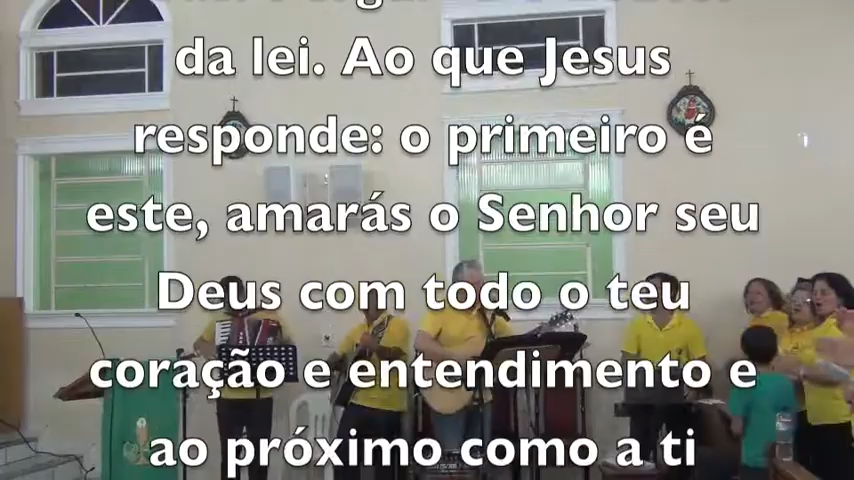 da lei. Ao que Jesus
responde: o primeiro é
este, amarás o Senhor seu
Deus com todo o teu
coração e entendimento e
ao próximo como a ti